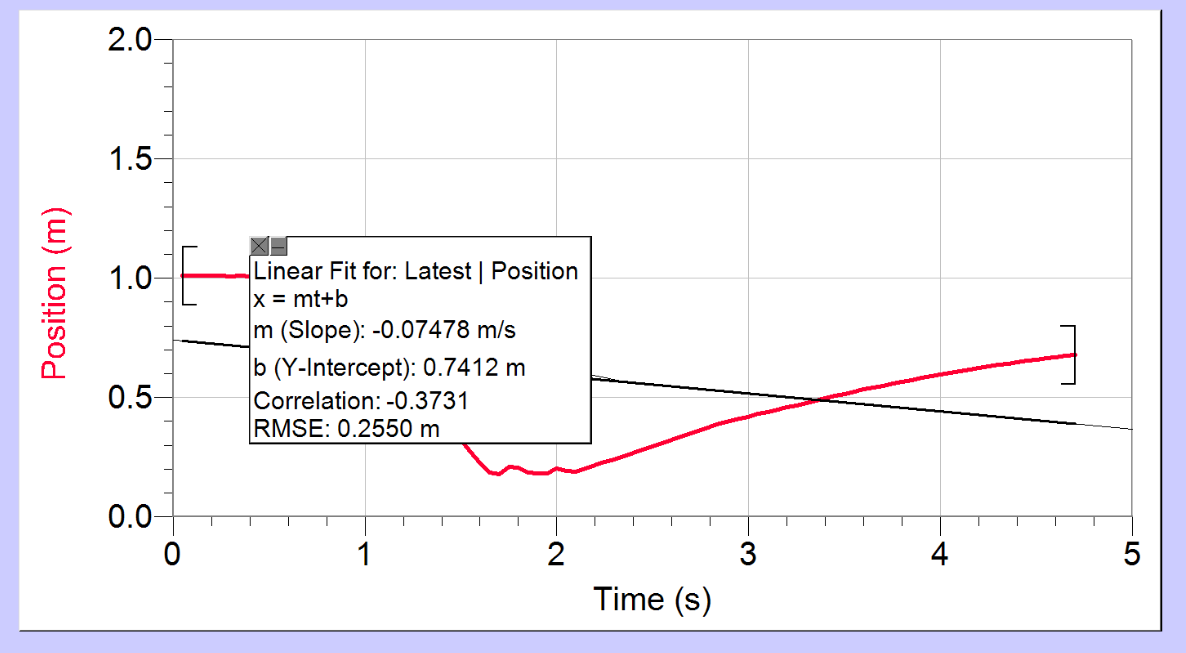 Position (m)
2.0
1.5
1.0
0.5
0.0
Linear Fit for: Latest | Position
x = mt+b
m (Slope): -0.07478 m/s
b (Y-Intercept): 0.7412 m
Correlation: -0.3731
RMSE: 0.2550 m
0 1 2 3 4 5
Time (s)